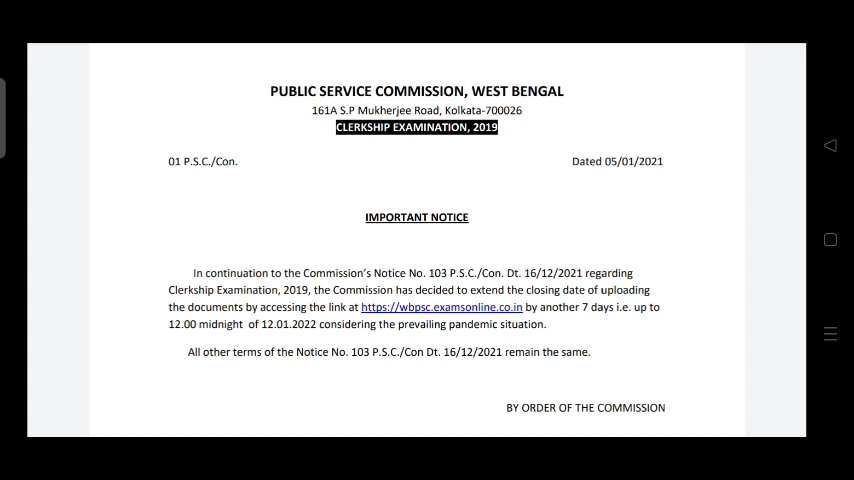 PUBLIC SERVICE COMMISSION, WEST BENGAL
161A S.P Mukherjee Road, Kolkata-700026
CLERKSHIP EXAMINATION, 2019
01 P.S.C./Con. Dated 05/01/2021
IMPORTANT NOTICE
In continuation to the Commission's Notice No. 103 P.S.C./Con. Dt. 16/12/2021 regarding
Clerkship Examination, 2019, the Commission has decided to extend the closing date of uploading
the documents by accessing the link at https://wbpsc.examsonline.co.in by another 7 days i.e. up to
12.00 midnight of 12.01.2022 considering the prevailing pandemic situation.
All other terms of the Notice No. 103 P.S.C./Con Dt. 16/12/2021 remain the same.
BY ORDER OF THE COMMISSION